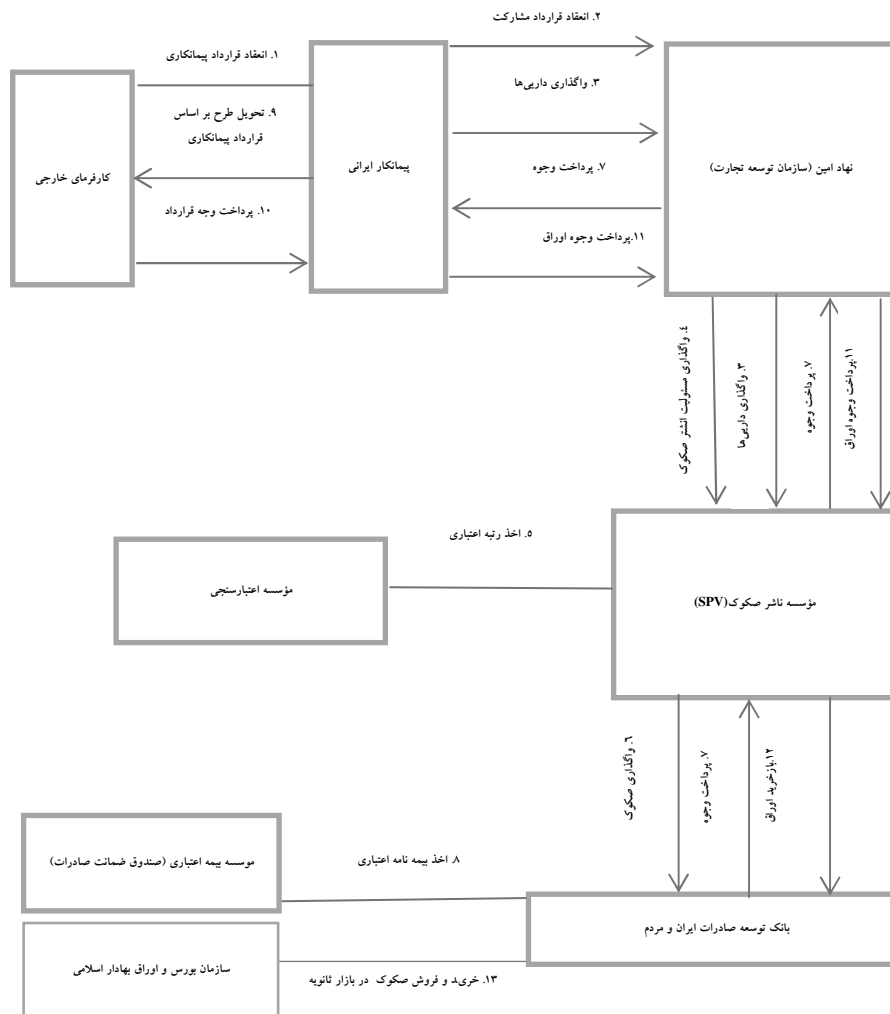 ۲. انعقاد قرارداد مشارکت
۱. انعقاد قرارداد پیمانکاری
۳. واگذاری داریی‌ها
۹. تحویل طرح بر اساس
قرارداد پیمانکاری
کارفرمای خارجی
پیمانکار ایرانی
نهاد امین (سازمان توسعه تجارت)
۷. پرداخت وجوه
۱۰. پرداخت وجه قرارداد
۱۱.پرداخت وجوه اوراق
۴. واگذاری مسئولیت انشتر صکوک
۳. واگذاری داریی‌ها
۷. پرداخت وجوه
۱۱.پرداخت وجوه اوراق
۵. اخذ رتبه اعتباری
مؤسسه اعتبارسنجی
مؤسسه ناشر صکوک(SPV)
۶. واگذاری صکوک
۷. پرداخت وجوه
۱۲.بازخرید اوراق
موسسه بیمه اعتباری (صندوق ضمانت صادرات)
۸. اخذ بیمه نامه اعتباری
بانک توسعه صادرات ایران و مردم
سازمان بورس و اوراق بهادار اسلامی
۱۳. خرید و فروش صکوک در بازار ثانویه